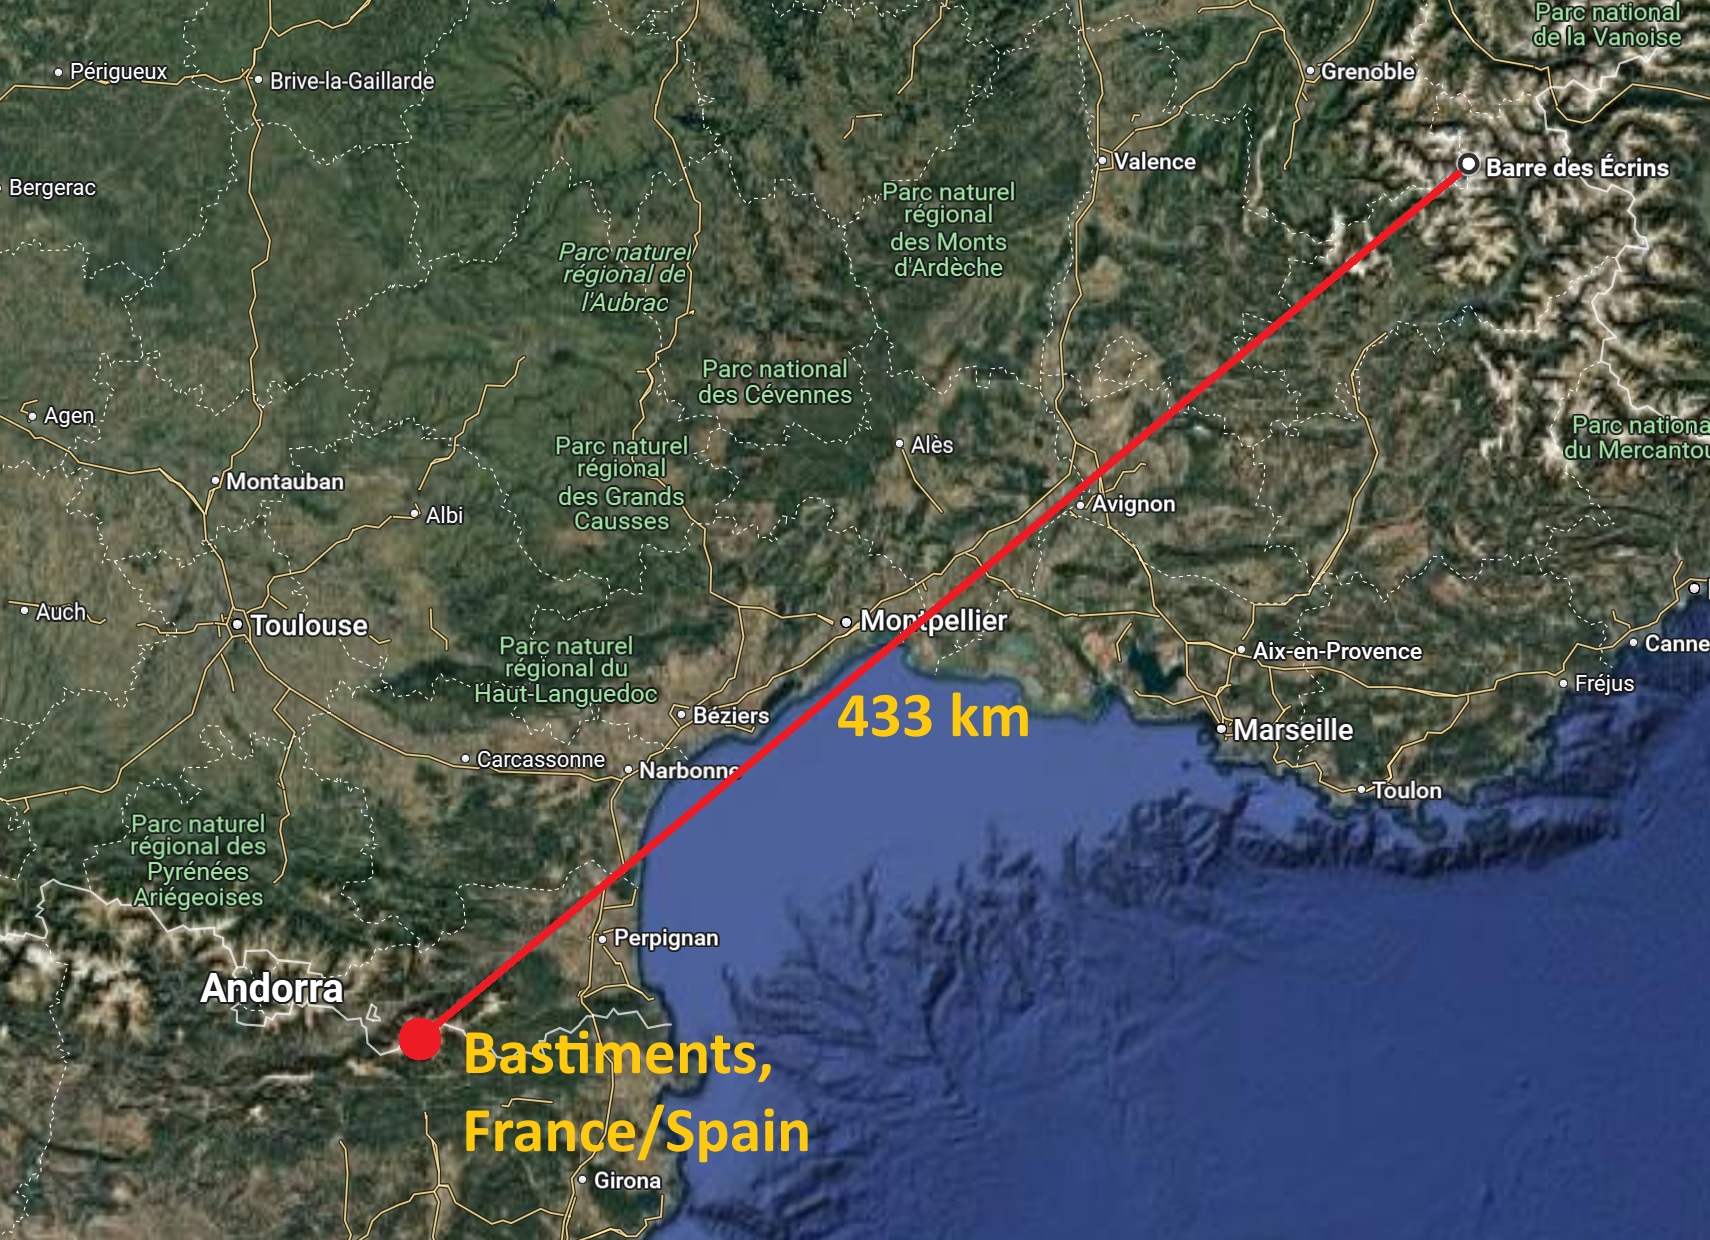 Parc national
de la Vanoise
Périgueux
Brive-la-Gaillarde
Grenoble
Valence
Barre des Écrins
Bergerac
Parc naturel
régional
des Monts
d'Ardèche
Parc naturel
régional de
l'Aubrac
Parc national
des Cévennes
Agen
Parc naturel
régional
des Grands
Causses
Alès
Parc nationa
du Mercantou
Montauban
Albi
Avignon
Auch
Toulouse
Montpellier
Parc naturel
régional du
Haut-Languedoc
Aix-en-Provence
Canne
Fréjus
Béziers
433 km
Marseille
Carcassonne
Narbonne
Toulon
Parc naturel
régional des
Pyrénées
Ariégeoises
Perpignan
Andorra
Bastiments,
France/Spain
Girona